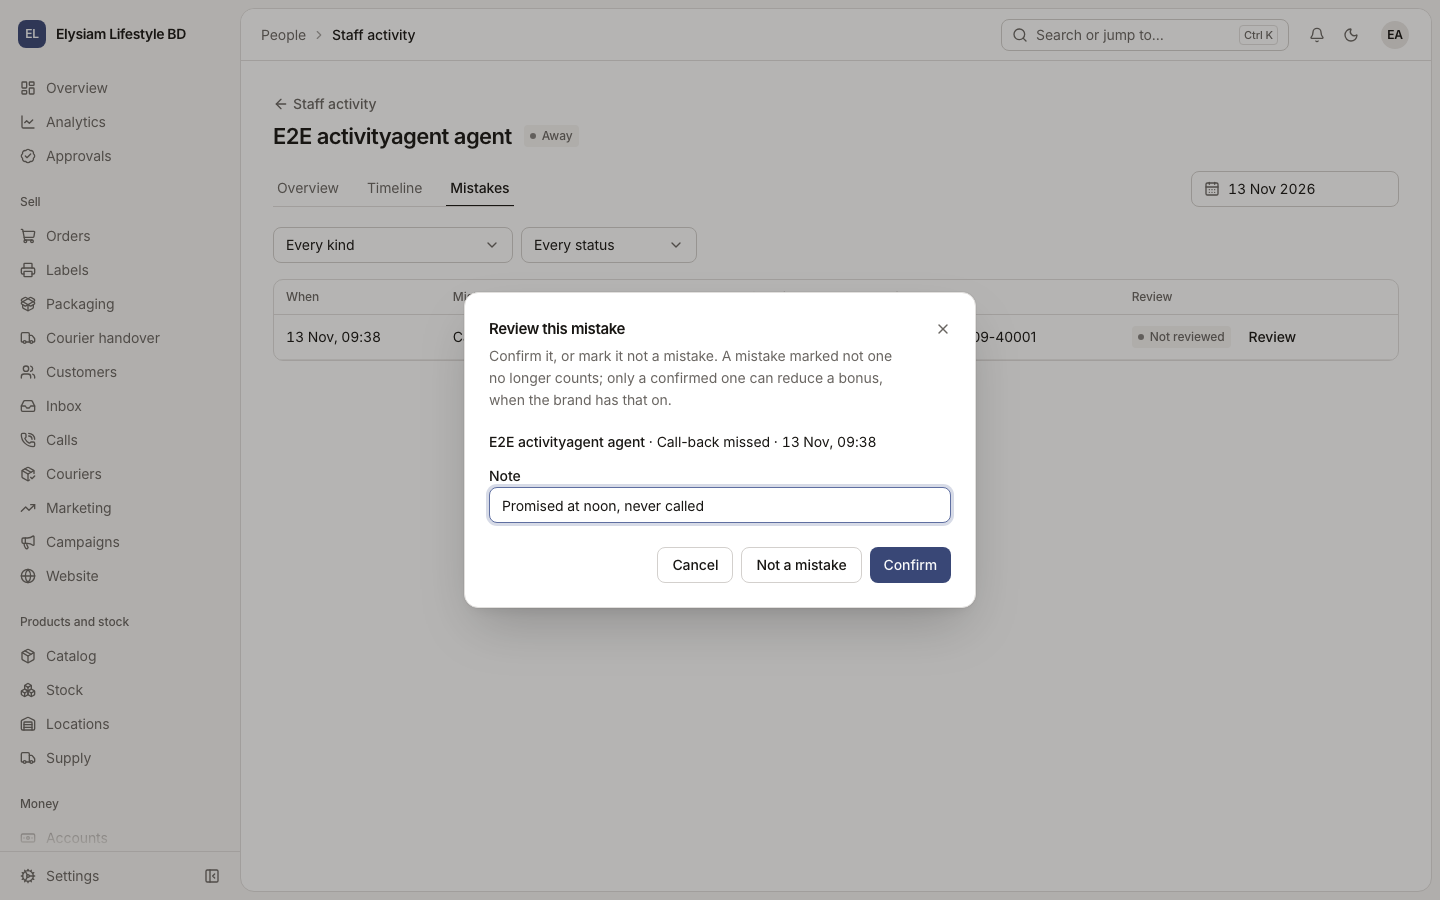 EL Elysiam Lifestyle BD
People > Staff activity
Search or jump to... Ctrl K
EA
Overview
Analytics
Approvals
Sell
Orders
Labels
Packaging
Courier handover
Customers
Inbox
Calls
Couriers
Marketing
Campaigns
Website
Products and stock
Catalog
Stock
Locations
Supply
Money
Accounts
Settings
← Staff activity
E2E activityagent agent Away
Overview Timeline Mistakes
13 Nov 2026
Every kind Every status
When Review
13 Nov, 09:38 09-40001 Not reviewed Review
Review this mistake
Confirm it, or mark it not a mistake. A mistake marked not one
no longer counts; only a confirmed one can reduce a bonus,
when the brand has that on.
E2E activityagent agent · Call-back missed · 13 Nov, 09:38
Note
Promised at noon, never called
Cancel Not a mistake Confirm